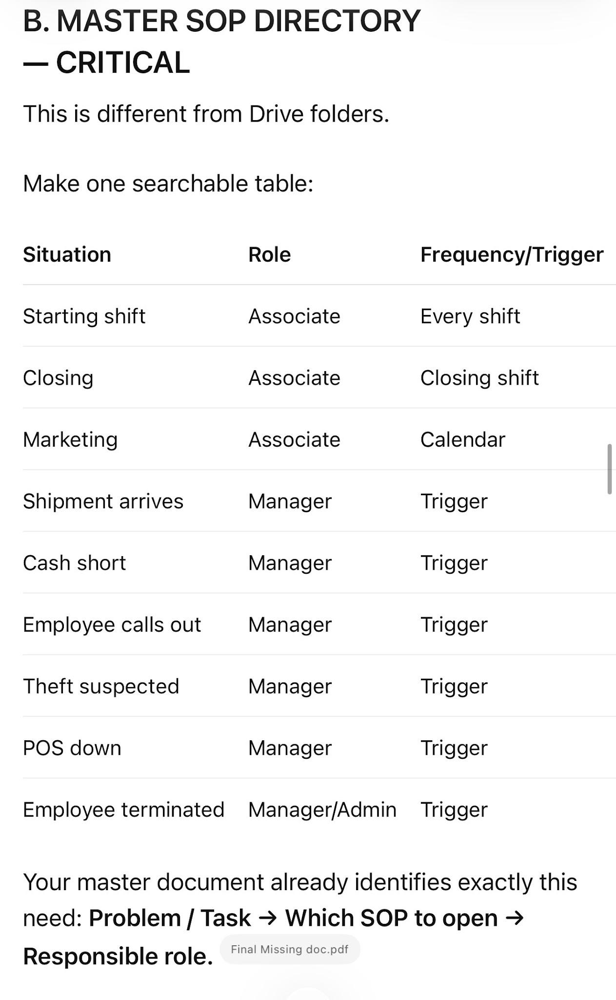 B. MASTER SOP DIRECTORY
— CRITICAL
This is different from Drive folders.
Make one searchable table:
Situation Role Frequency/Trigger
Starting shift Associate Every shift
Closing Associate Closing shift
Marketing Associate Calendar
Shipment arrives Manager Trigger
Cash short Manager Trigger
Employee calls out Manager Trigger
Theft suspected Manager Trigger
POS down Manager Trigger
Employee terminated Manager/Admin Trigger
Your master document already identifies exactly this
need: Problem / Task → Which SOP to open →
Responsible role. Final Missing doc.pdf